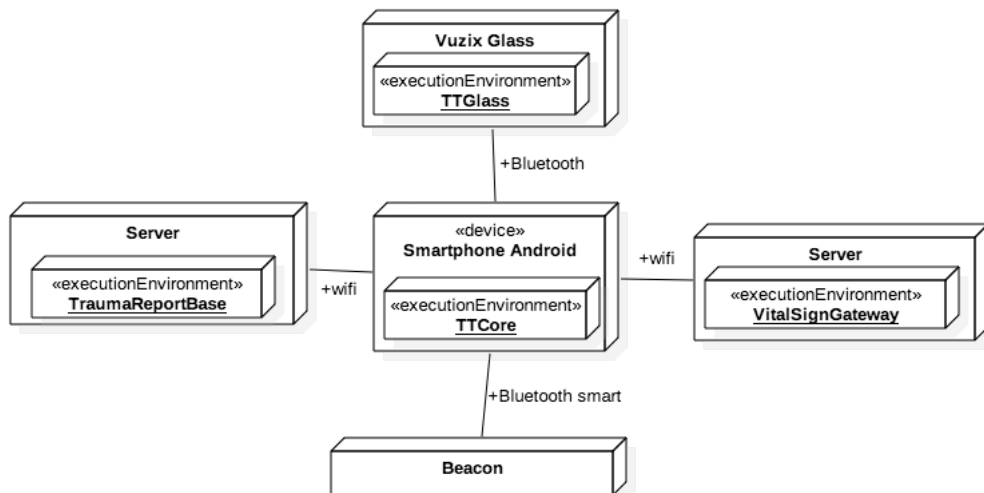 Vuzix Glass
«executionEnvironment»
TTGlass
+Bluetooth
Server
«executionEnvironment»
TraumaReportBase
+wifi
«device»
Smartphone Android
«executionEnvironment»
TTCore
+wifi
Server
«executionEnvironment»
VitalSignGateway
+Bluetooth smart
Beacon